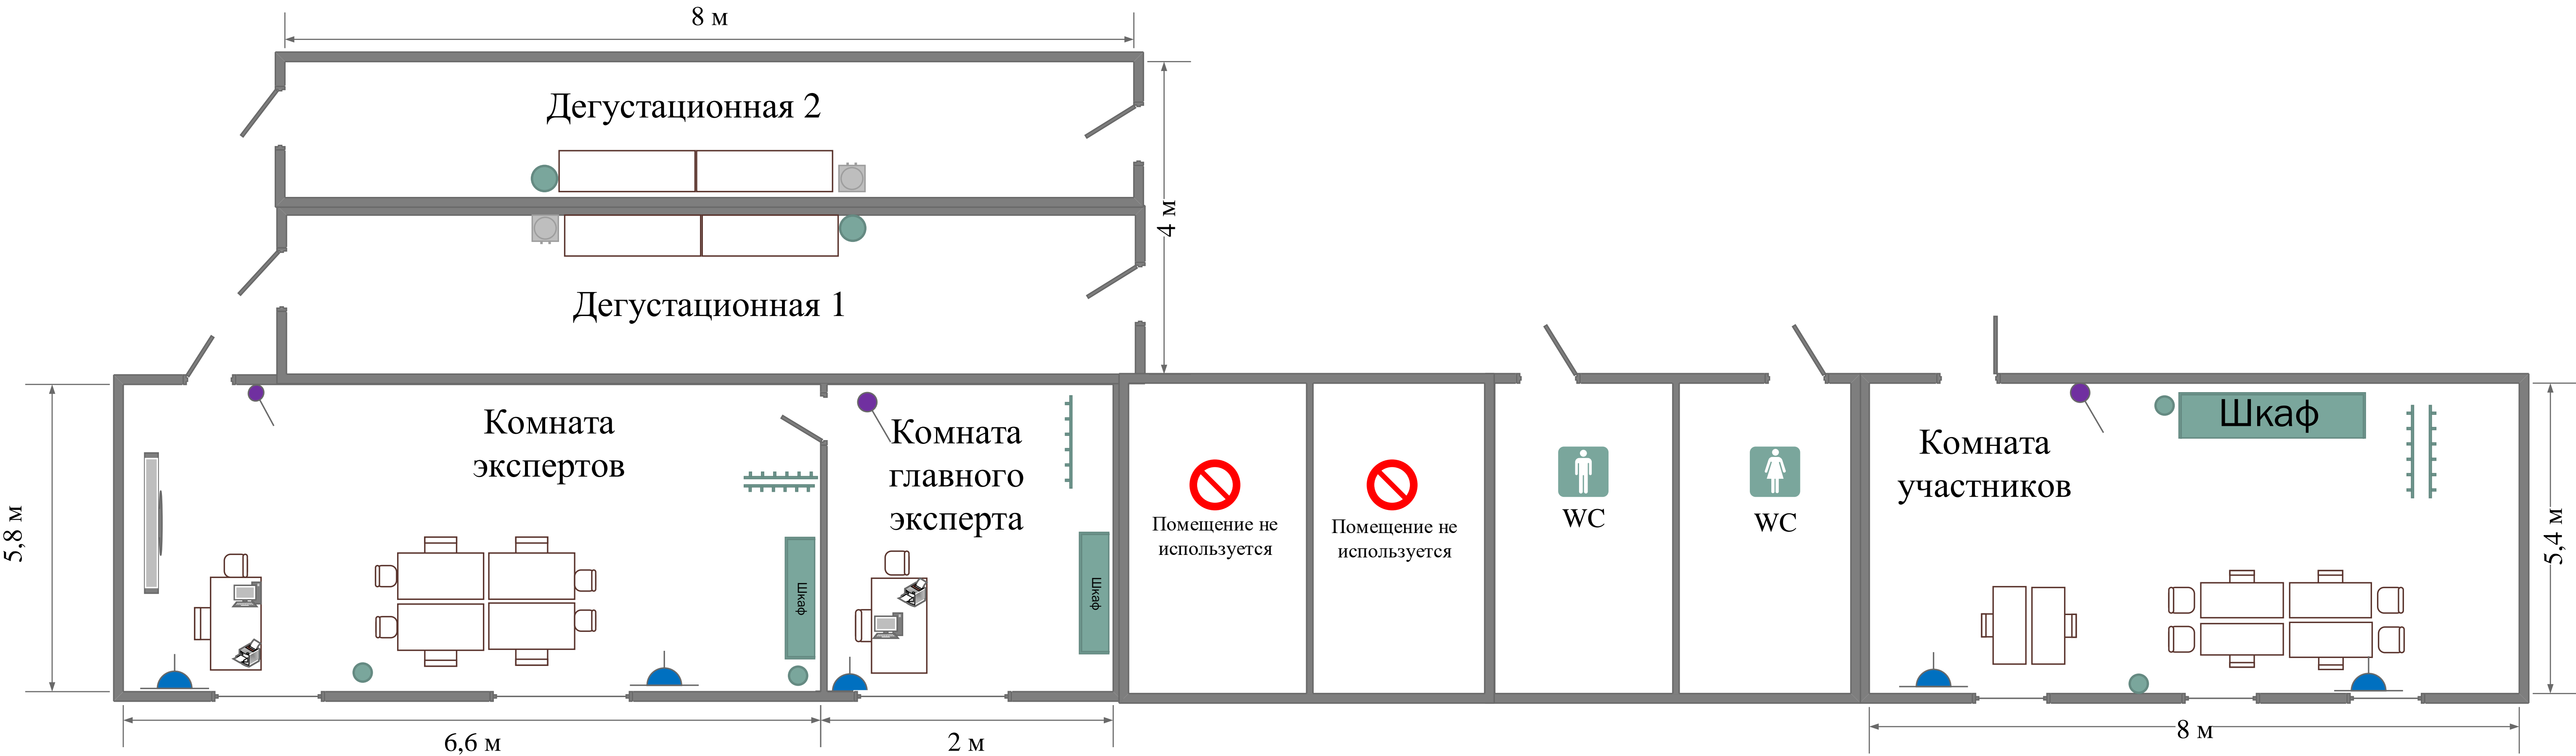 8 м
Дегустационная 2
4 м
Дегустационная 1
Комната
экспертов
Комната
главного
эксперта
Шкаф
Шкаф
5,8 м
6,6 м
2 м
Помещение не
используется
Помещение не
используется
WC
WC
Комната
участников
Шкаф
5,4 м
8 м